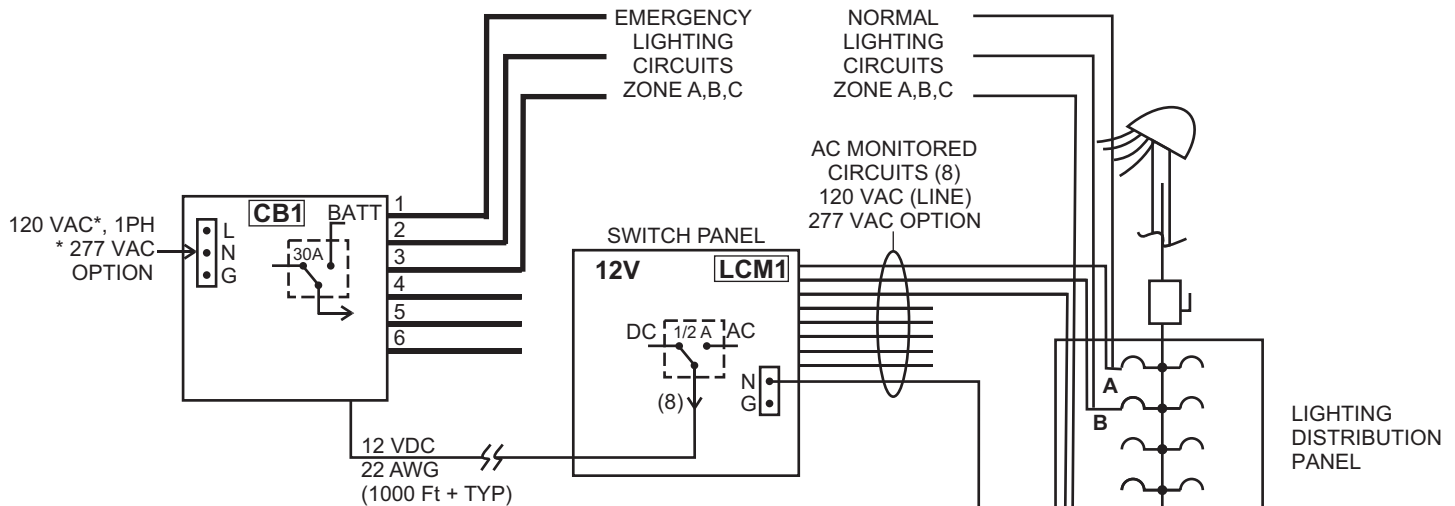 EMERGENCY
LIGHTING
CIRCUITS
ZONE A,B,C
NORMAL
LIGHTING
CIRCUITS
ZONE A,B,C
AC MONITORED
CIRCUITS (8)
120 VAC (LINE)
277 VAC OPTION
120 VAC*, 1PH
* 277 VAC
OPTION
L
N
G
CB1
BATT
30A
1
2
3
4
5
6
SWITCH PANEL
12V
LCM1
DC
1/2 A
AC
(8)
N
G
12 VDC
22 AWG
(1000 Ft + TYP)
A
B
LIGHTING
DISTRIBUTION
PANEL